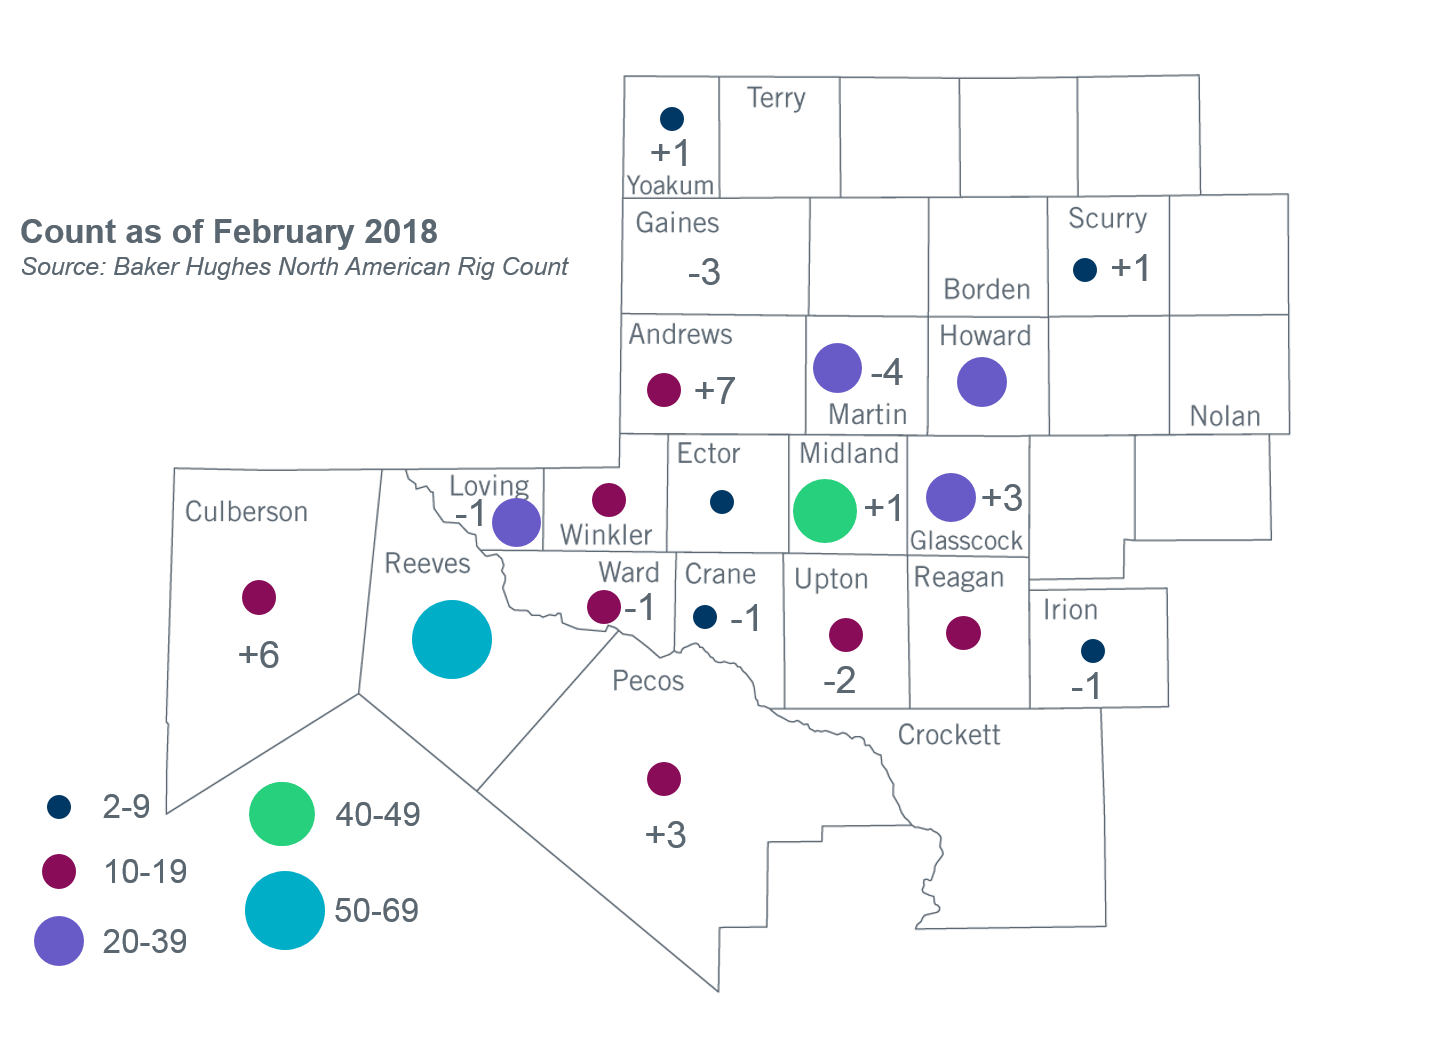 Terry
+1
Yoakum
Count as of February 2018
Source: Baker Hughes North American Rig Count
Gaines
-3
Borden
Scurry
+1
Andrews
+7
-4
Martin
Howard
Nolan
Culberson
+6
Loving
-1
Winkler
Ector
Midland
+1
+3
Glasscock
Reeves
Ward
-1
Crane
-1
Upton
-2
Reagan
Irion
-1
Pecos
+3
Crockett
2-9
10-19
20-39
40-49
50-69